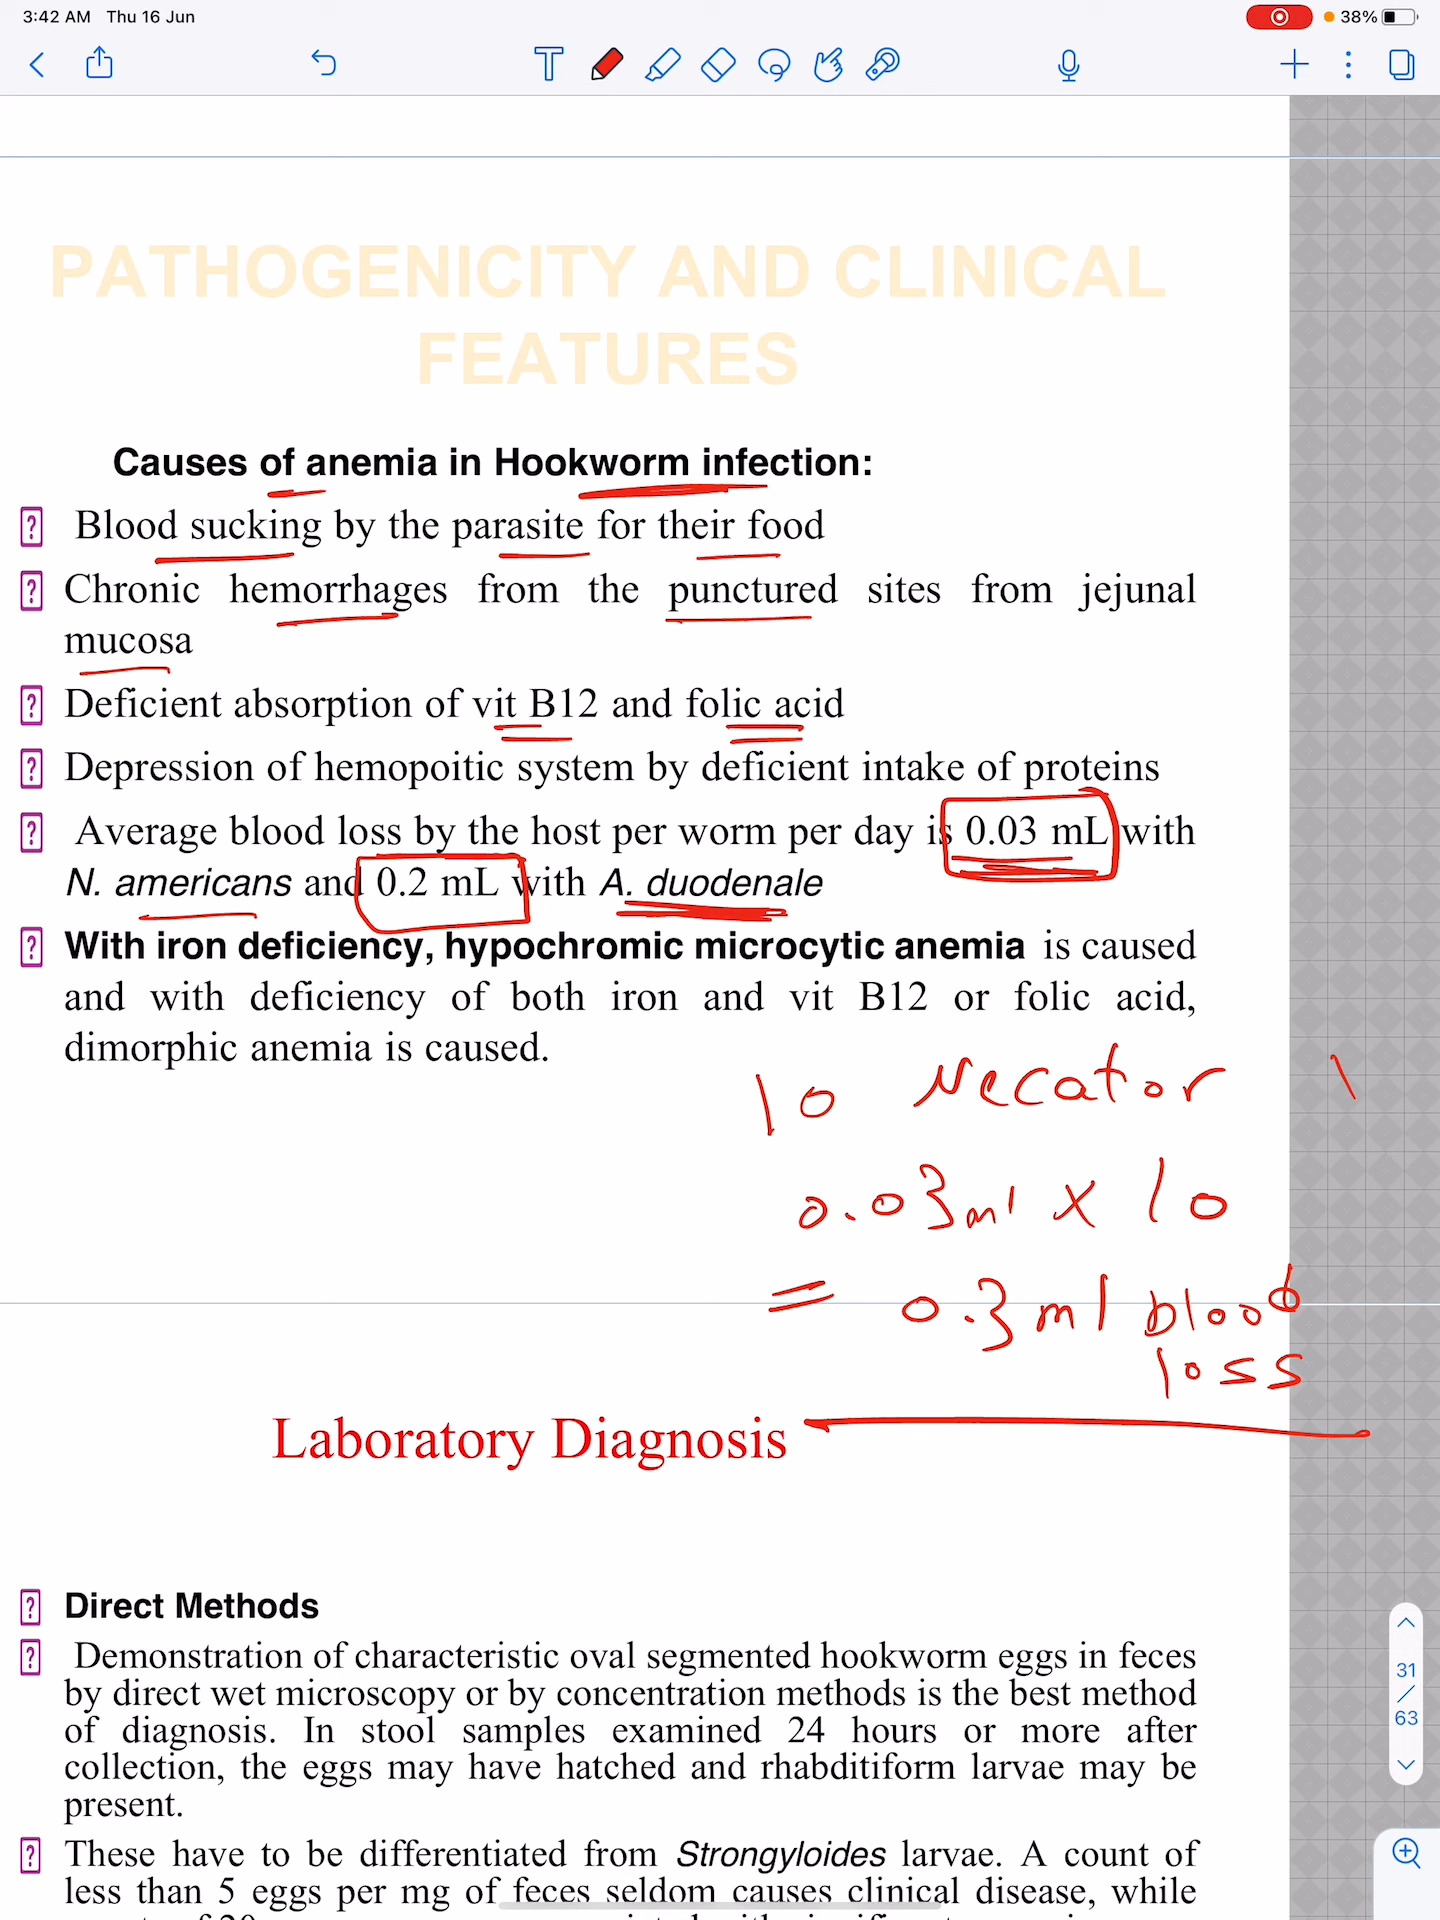 3:42 AM Thu 16 Jun
38%
PATHOGENICITY AND CLINICAL
FEATURES
Causes of anemia in Hookworm infection:
Blood sucking by the parasite for their food
Chronic hemorrhages from the punctured sites from jejunal
mucosa
Deficient absorption of vit B12 and folic acid
Depression of hemopoitic system by deficient intake of proteins
Average blood loss by the host per worm per day is 0.03 mL with
N. americans and 0.2 mL with A. duodenale
With iron deficiency, hypochromic microcytic anemia is caused
and with deficiency of both iron and vit B12 or folic acid,
dimorphic anemia is caused.
10 Necator
0.03ml x 10
= 0.3ml blood
loss
Laboratory Diagnosis
Direct Methods
Demonstration of characteristic oval segmented hookworm eggs in feces
by direct wet microscopy or by concentration methods is the best method
of diagnosis. In stool samples examined 24 hours or more after
collection, the eggs may have hatched and rhabditiform larvae may be
present.
These have to be differentiated from Strongyloides larvae. A count of
less than 5 eggs per mg of feces seldom causes clinical disease, while
31
/
63